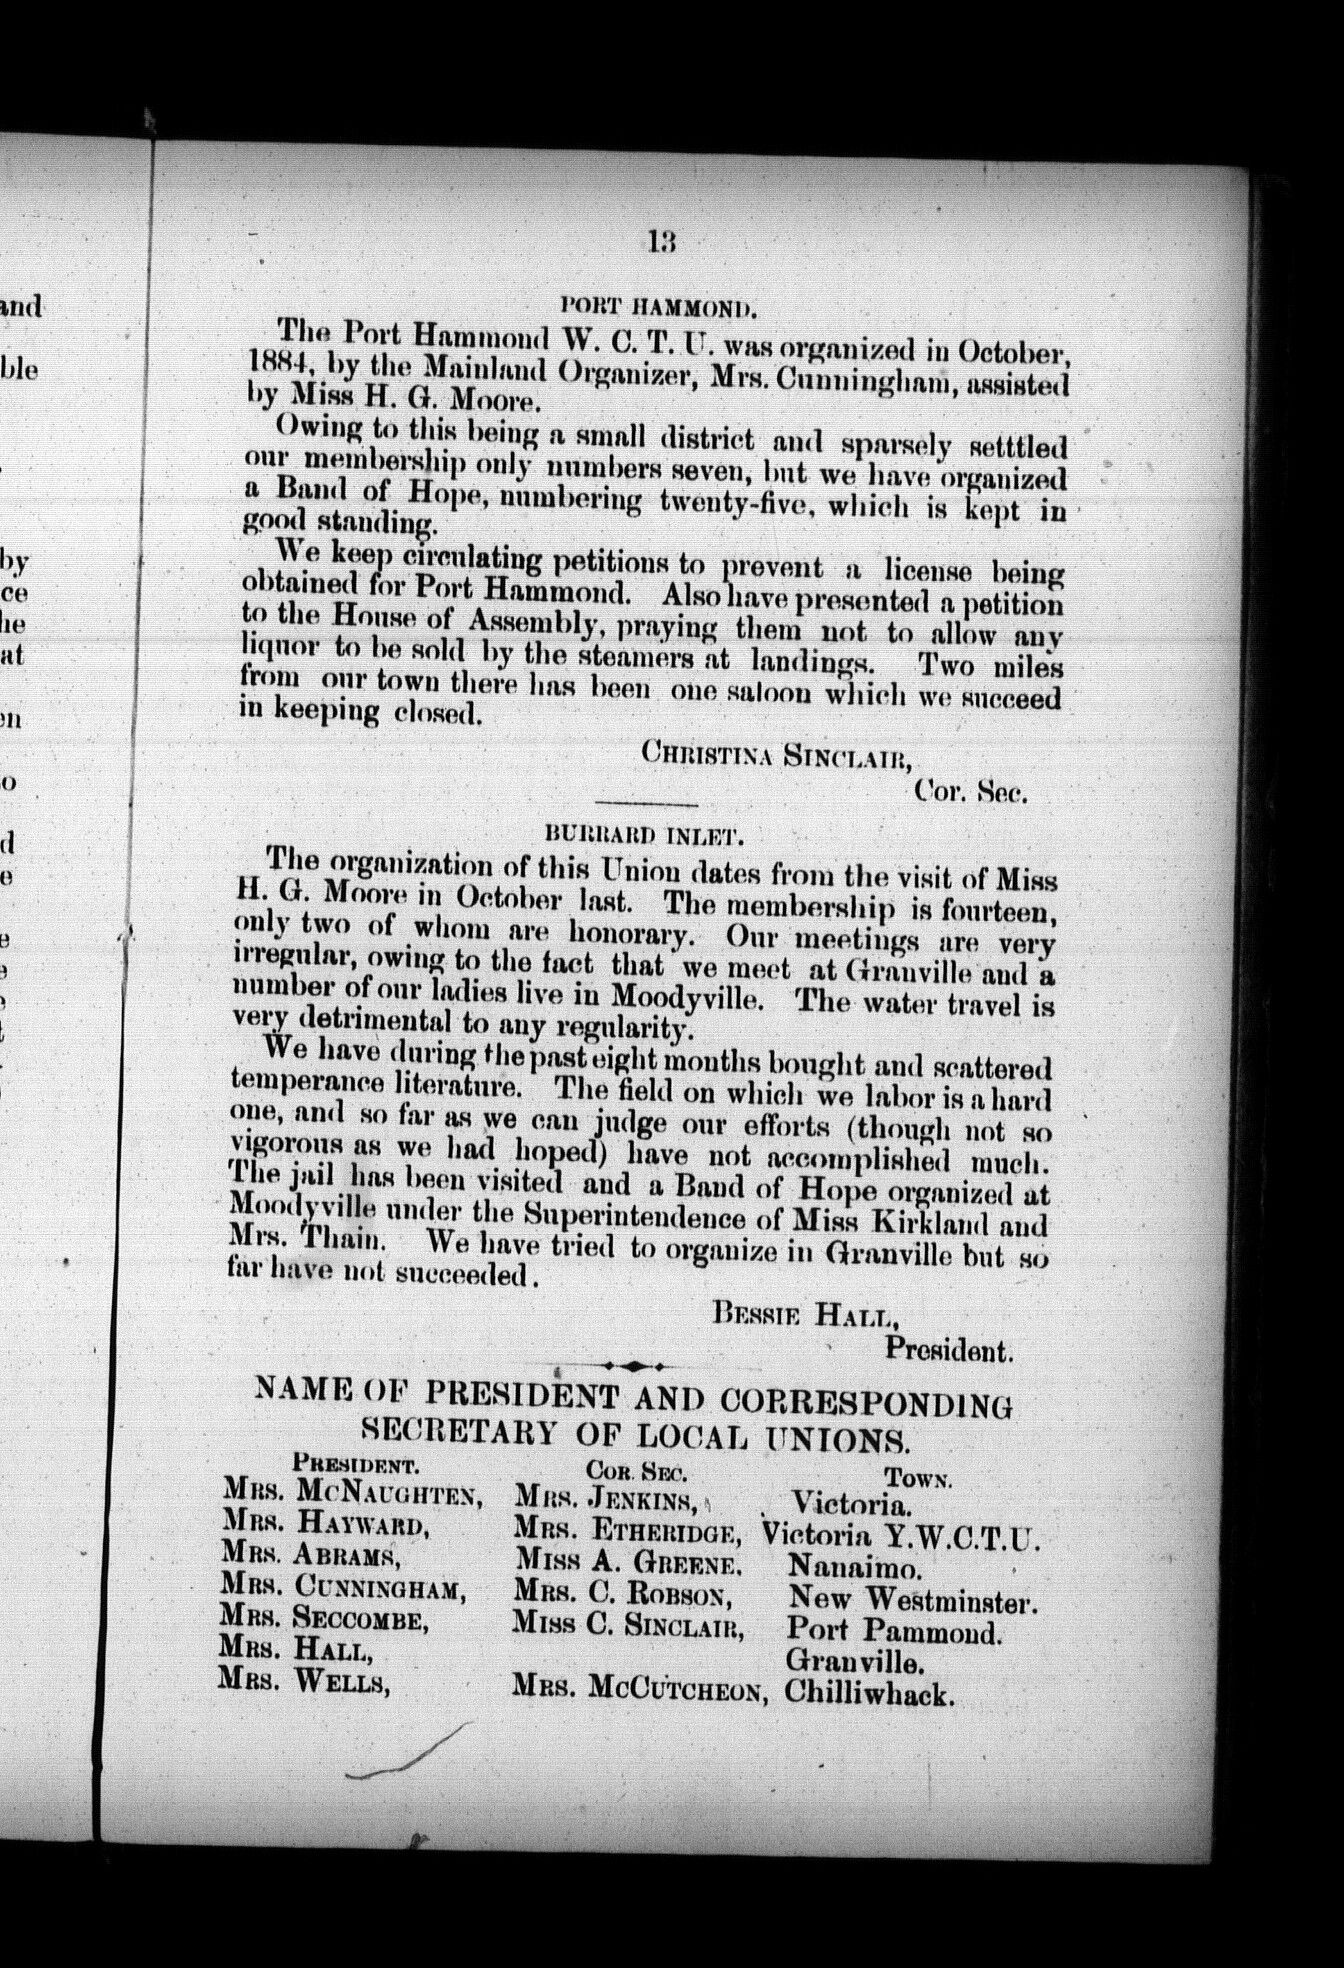 13
PORT HAMMOND.
The Port Hammond W. C. T. U. was organized in October,
1884, by the Mainland Organizer, Mrs. Cunningham, assisted
by Miss H. G. Moore.
Owing to this being a small district and sparsely setttled
our membership only numbers seven, but we have organized
a Band of Hope, numbering twenty-five, which is kept in
good standing.
We keep circulating petitions to prevent a license being
obtained for Port Hammond. Also have presented a petition
to the House of Assembly, praying them not to allow any
liquor to be sold by the steamers at landings. Two miles
from our town there has been one saloon which we succeed
in keeping closed.
CHRISTINA SINCLAIR,
Cor. Sec.
BURRARD INLET.
The organization of this Union dates from the visit of Miss
H. G. Moore in October last. The membership is fourteen,
only two of whom are honorary. Our meetings are very
irregular, owing to the fact that we meet at Granville and a
number of our ladies live in Moodyville. The water travel is
very detrimental to any regularity.
We have during the past eight months bought and scattered
temperance literature. The field on which we labor is a hard
one, and so far as we can judge our efforts (though not so
vigorous as we had hoped) have not accomplished much.
The jail has been visited and a Band of Hope organized at
Moodyville under the Superintendence of Miss Kirkland and
Mrs. Thain. We have tried to organize in Granville but so
far have not succeeded.
BESSIE HALL,
President.
NAME OF PRESIDENT AND CORRESPONDING
SECRETARY OF LOCAL UNIONS.
PRESIDENT. COR. SEC. TOWN.
MRS. MCNAUGHTEN, MRS. JENKINS, Victoria.
MRS. HAYWARD, MRS. ETHERIDGE, Victoria Y.W.C.T.U.
MRS. ABRAMS, MISS A. GREENE. Nanaimo.
MRS. CUNNINGHAM, MRS. C. ROBSON, New Westminster.
MRS. SECCOMBE, MISS C. SINCLAIR, Port Pammond.
MRS. HALL, Granville.
MRS. WELLS, MRS. MCCUTCHEON, Chilliwhack.